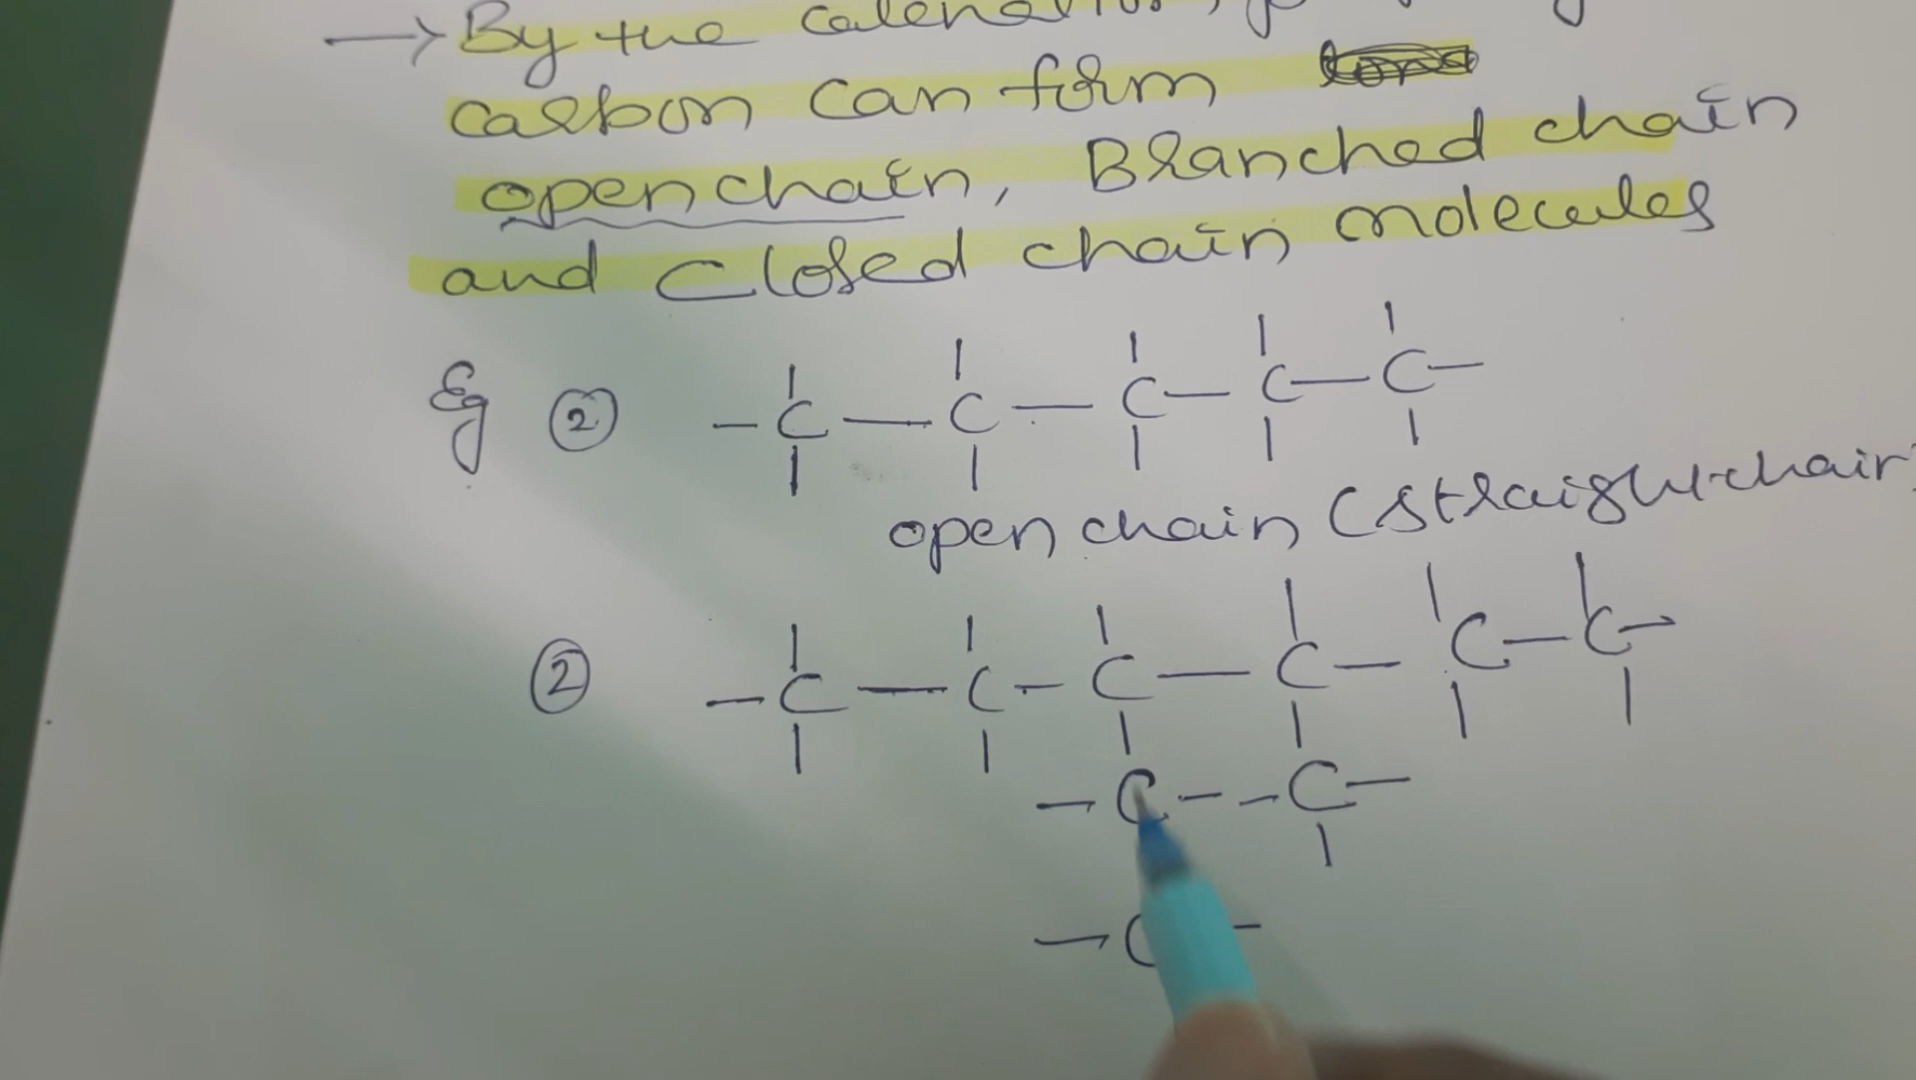 → By the
carbon can form
open chain, Branched chain
and closed chain molecules
Eg ② - C - C - C - C - C -
open chain (straight chain
② - C - C - C - C - C - C -
- C - - C -
- C -